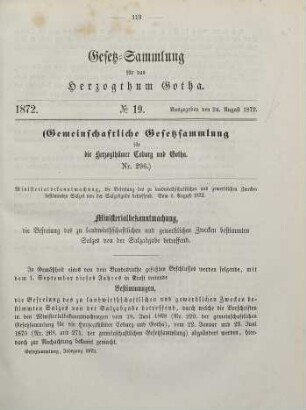 113
Gesetz-Sammlung
für das
Herzogthum Gotha.
1872. № 19. Ausgegeben den 24. August 1872.
(Gemeinschaftliche Gesetzsammlung
für
die Herzogthümer Coburg und Gotha.
Nr. 296.)
Ministerialbekanntmachung, die Befreiung des zu landwirthschaftlichen und gewerblichen Zwecken
bestimmten Salzes von der Salzabgabe betreffend. Vom 8. August 1872.
Ministerialbekanntmachung,
die Befreiung des zu landwirthschaftlichen und gewerblichen Zwecken bestimmten
Salzes von der Salzabgabe betreffend.
In Gemäßheit eines von dem Bundesrathe gefaßten Beschlusses werden folgende, mit
dem 1. September dieses Jahres in Kraft tretende
Bestimmungen,
die Befreiung des zu landwirthschaftlichen und gewerblichen Zwecken be-
stimmten Salzes von der Salzabgabe betreffend, durch welche die Vorschriften
in den Ministerialbekanntmachungen vom 18. Juni 1868 (Nr. der gemeinschaftlichen Gesetzsammlung
für die Herzogthümer Coburg und Gotha), vom 22. Januar und 23. Juni
1870 (Nr. 268. und 271. der gemeinschaftlichen Gesetzsammlung) ersetzt werden, hier-
durch zur Nachachtung bekannt gemacht.
Gesetzsammlung, Jahrgang 1872.